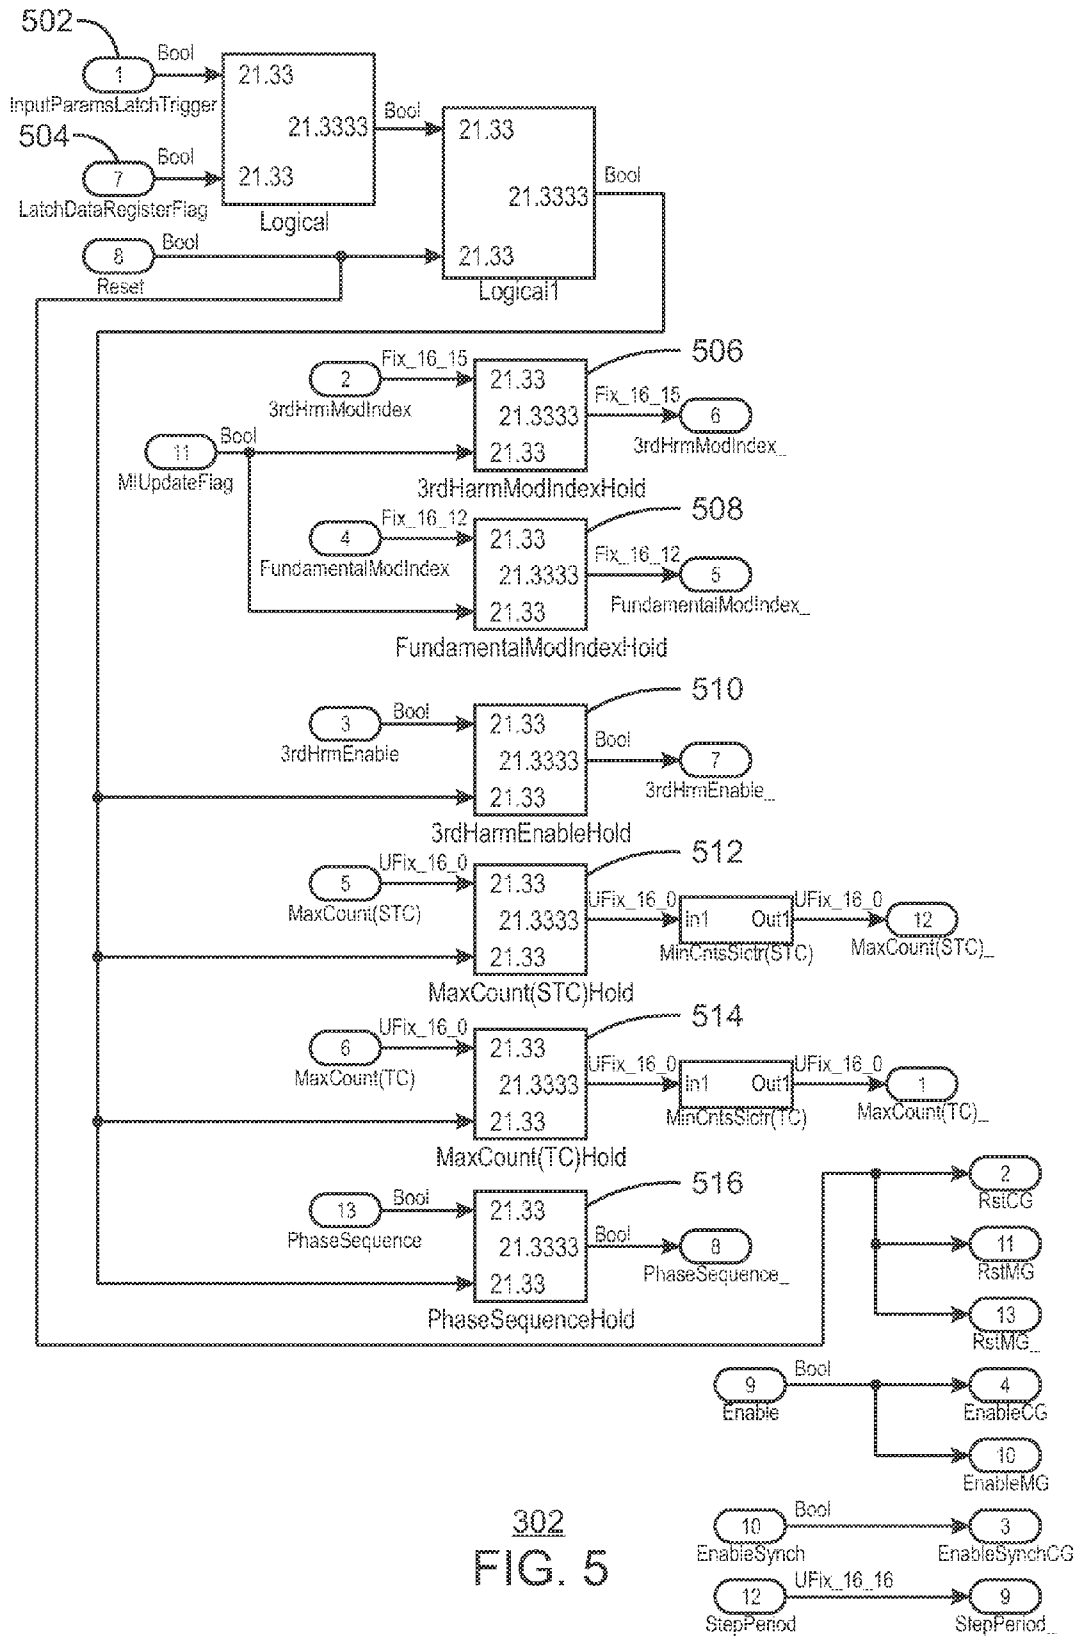 502
Bool
1
InputParamsLatchTrigger
21.33
21.3333
21.33
Logical
504
Bool
7
LatchDataRegisterFlag
Bool
8
Reset
Bool
21.33
21.3333
21.33
Logical1
Bool
506
Fix_16_15
2
3rdHrmModIndex
21.33
21.3333
21.33
3rdHarmModIndexHold
Fix_16_15
6
3rdHrmModIndex_
Bool
11
MIUpdateFlag
508
Fix_16_12
4
FundamentalModIndex
21.33
21.3333
21.33
FundamentalModIndexHold
Fix_16_12
5
FundamentalModIndex_
510
Bool
3
3rdHrmEnable
21.33
21.3333
21.33
3rdHarmEnableHold
Bool
7
3rdHrmEnable_
512
UFix_16_0
5
MaxCount(STC)
21.33
21.3333
21.33
MaxCount(STC)Hold
UFix_16_0
In1 Out1
MinCntsSlctr(STC)
UFix_16_0
12
MaxCount(STC)_
514
UFix_16_0
6
MaxCount(TC)
21.33
21.3333
21.33
MaxCount(TC)Hold
UFix_16_0
In1 Out1
MinCntsSlctr(TC)
UFix_16_0
1
MaxCount(TC)_
516
Bool
13
PhaseSequence
21.33
21.3333
21.33
PhaseSequenceHold
Bool
8
PhaseSequence_
2
RstCG
11
RstMG
13
RstMG_
9
Enable
Bool
4
EnableCG
10
EnableMG
10
EnableSynch
Bool
3
EnableSynchCG
12
StepPeriod
UFix_16_16
9
StepPeriod_
302
FIG. 5